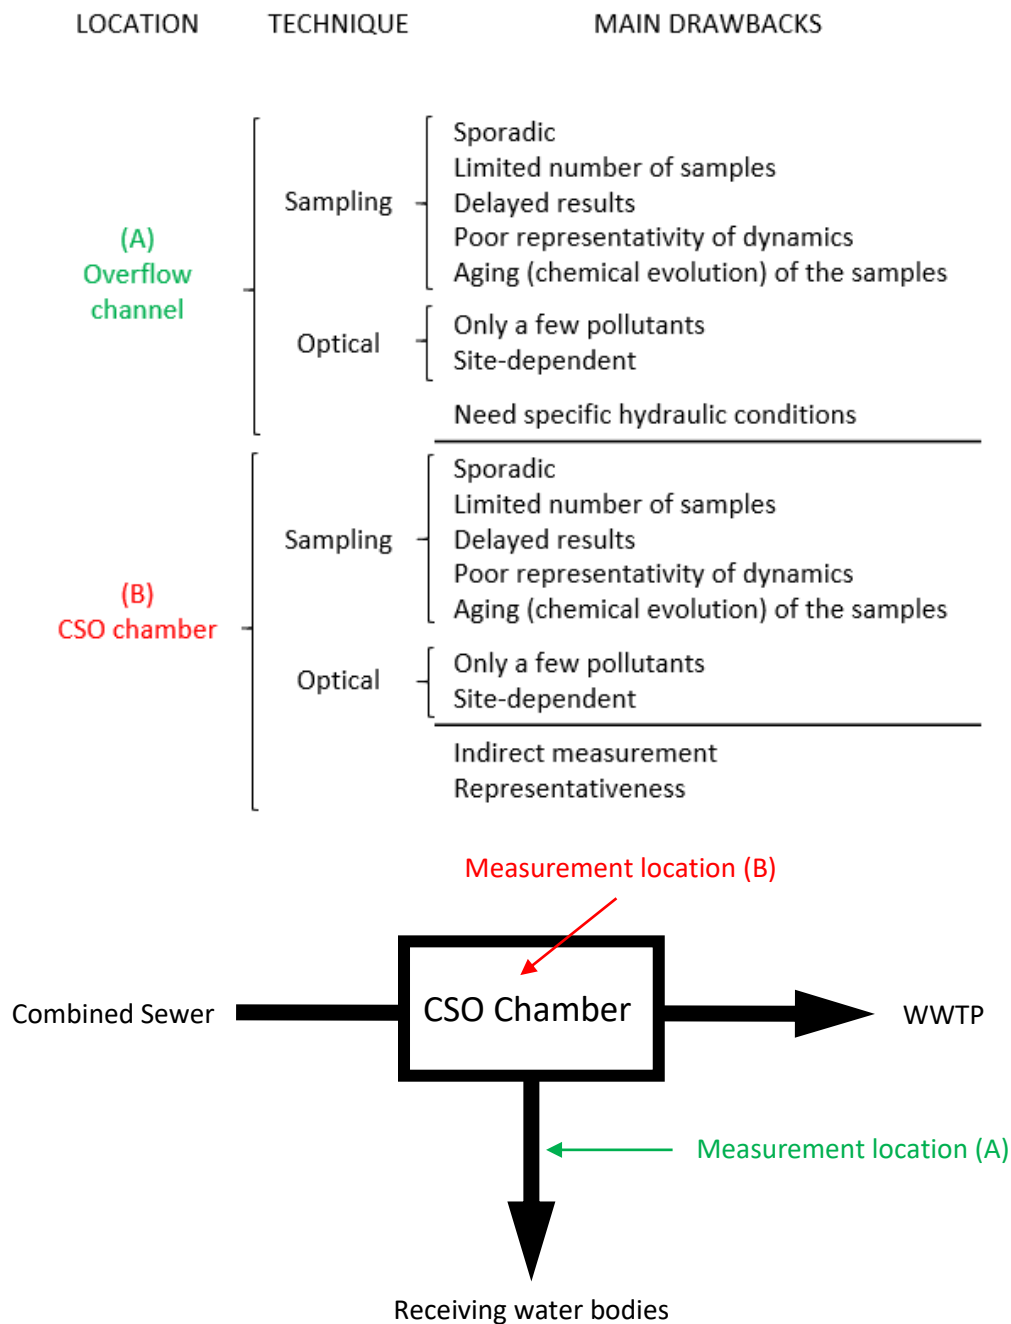 LOCATION TECHNIQUE MAIN DRAWBACKS
Sporadic
Limited number of samples
Sampling
Delayed results
(A)
Poor representativity of dynamics
Overflow
Aging (chemical evolution) of the samples
channel
Only a few pollutants
Optical
Site-dependent
Need specific hydraulic conditions
Sporadic
Limited number of samples
Sampling
Delayed results
Poor representativity of dynamics
(B)
Aging (chemical evolution) of the samples
CSO chamber
Only a few pollutants
Optical
Site-dependent
Indirect measurement
Representativeness
Measurement location (B)
Combined Sewer
CSO Chamber
WWTP
Measurement location (A)
Receiving water bodies